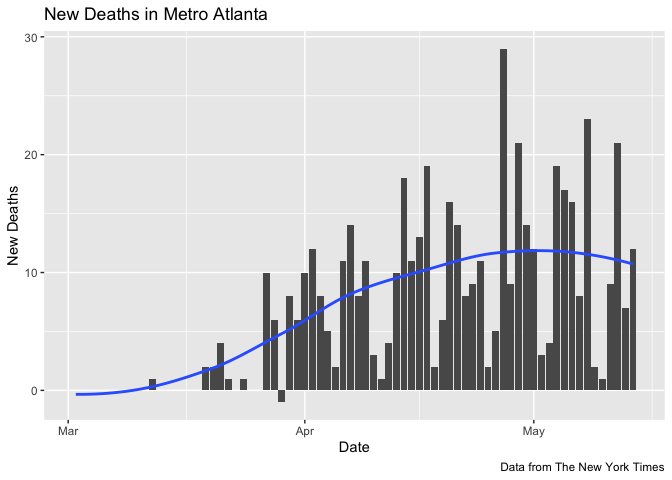 New Deaths in Metro Atlanta
30
20
10
0
New Deaths
Mar
Apr
May
Date
Data from The New York Times